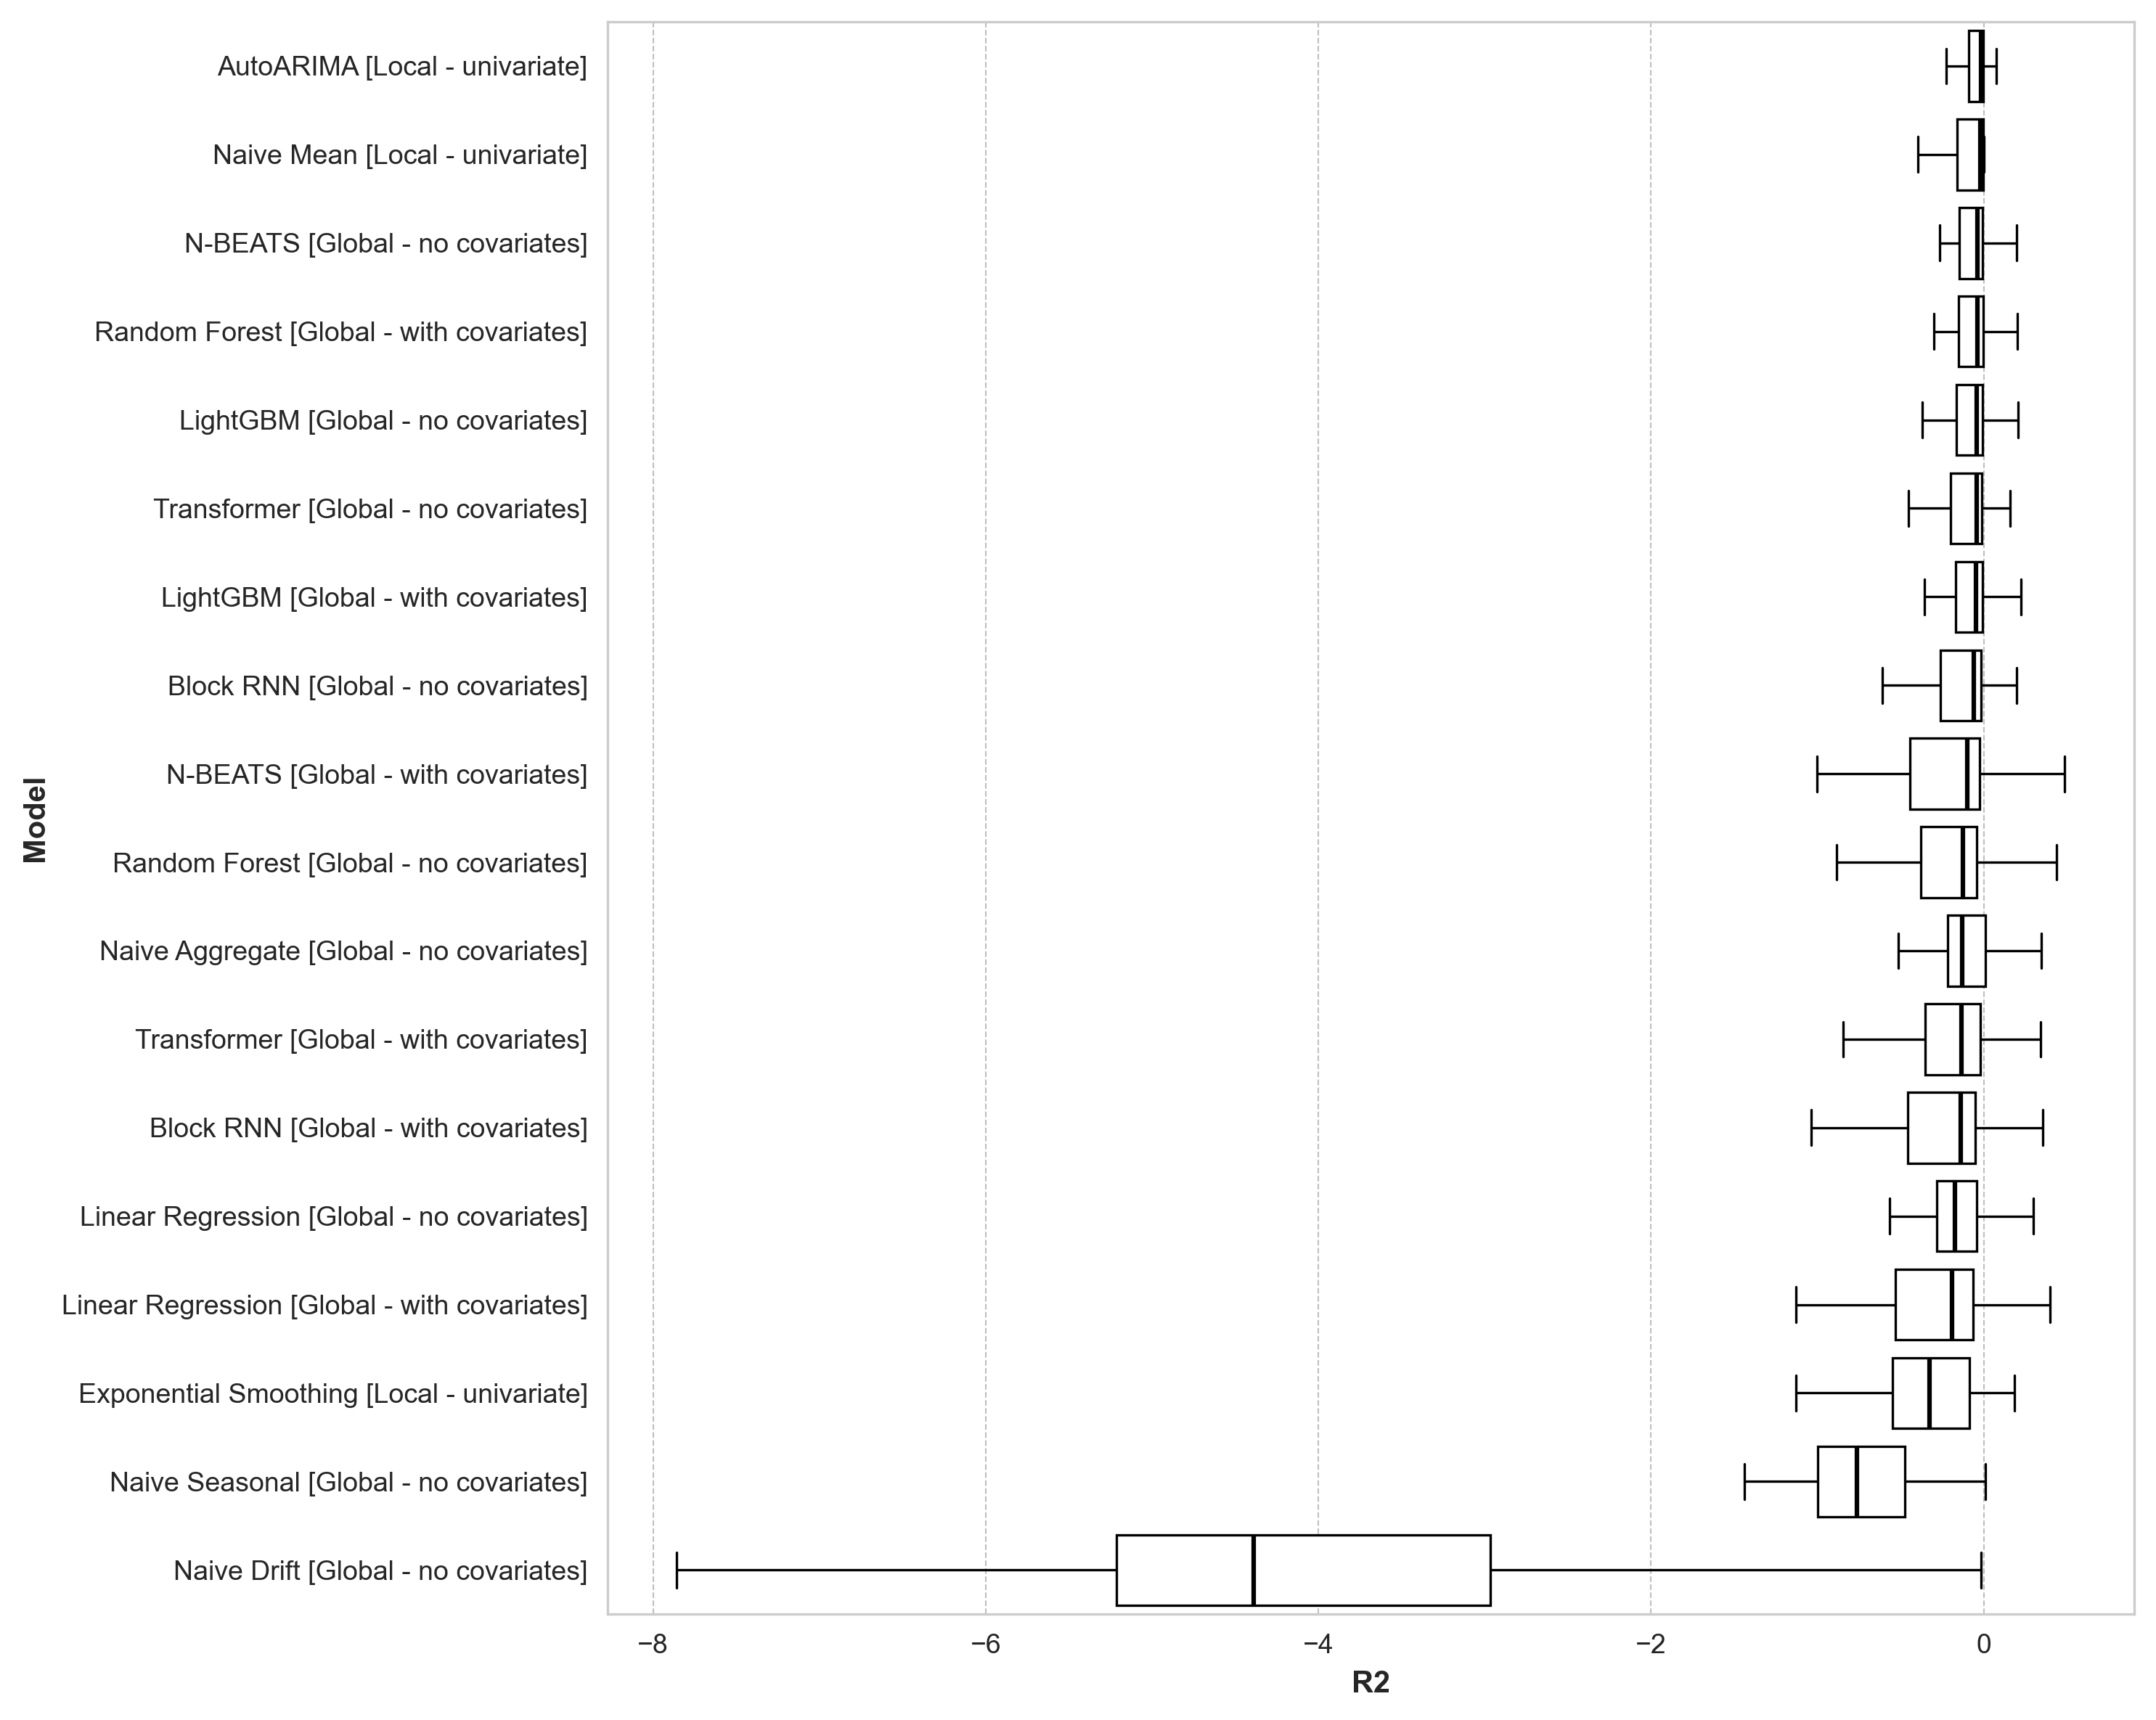 AutoARIMA [Local - univariate]
Naive Mean [Local - univariate]
N-BEATS [Global - no covariates]
Random Forest [Global - with covariates]
LightGBM [Global - no covariates]
Transformer [Global - no covariates]
LightGBM [Global - with covariates]
Block RNN [Global - no covariates]
N-BEATS [Global - with covariates]
Random Forest [Global - no covariates]
Naive Aggregate [Global - no covariates]
Transformer [Global - with covariates]
Block RNN [Global - with covariates]
Linear Regression [Global - no covariates]
Linear Regression [Global - with covariates]
Exponential Smoothing [Local - univariate]
Naive Seasonal [Global - no covariates]
Naive Drift [Global - no covariates]
Model
−8 −6 −4 −2 0
R2